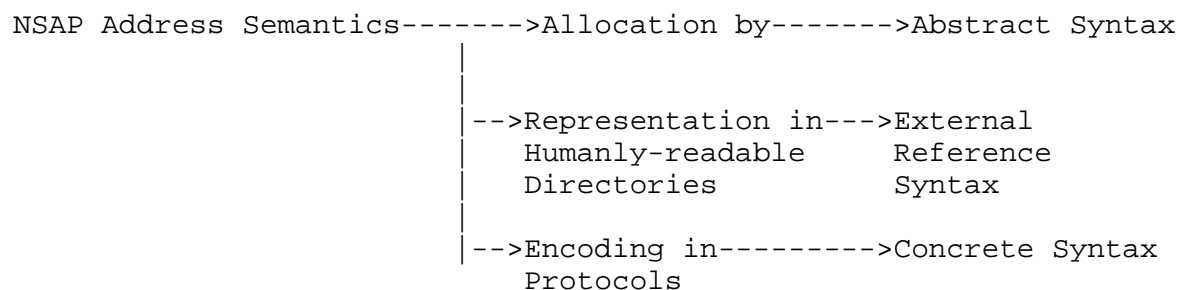 NSAP Address Semantics------->Allocation by------->Abstract Syntax
|
|
|-->Representation in--->External
| Humanly-readable Reference
| Directories Syntax
|
|-->Encoding in--------->Concrete Syntax
Protocols